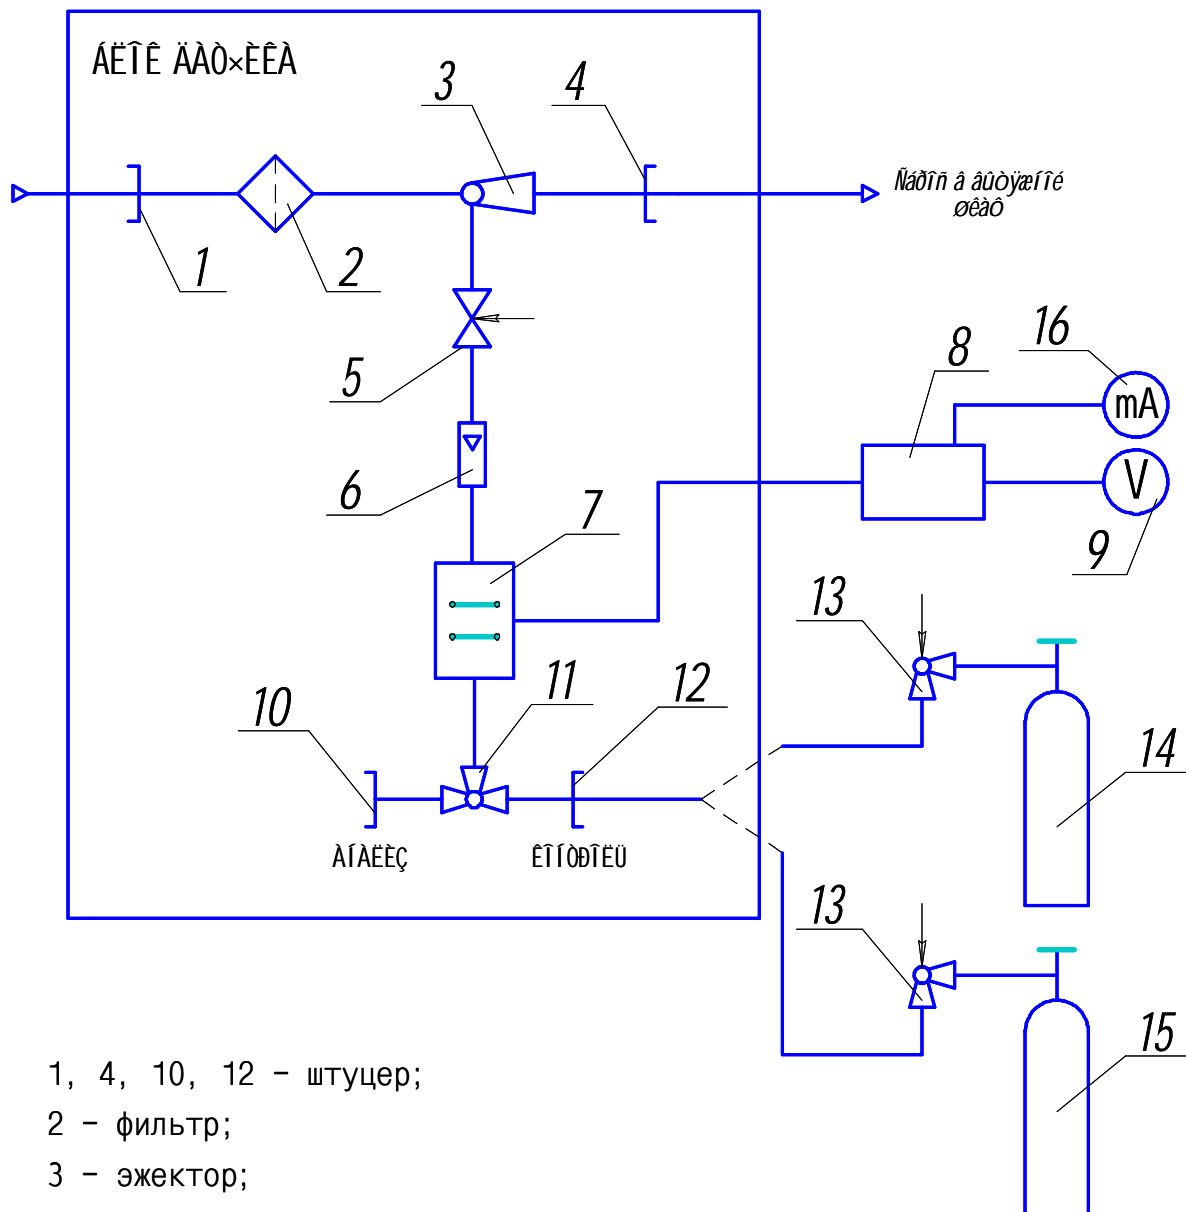 ÁËÎÊ ÄÀÒ×ÈÊÀ
3
4
Ñáðîñ â âûòÿæíîé
øêàô
1
2
16
8
5
mA
6
V
7
9
13
11
12
10
14
ÀÍÀËÈÇ
ÊÎÍÒÐÎËÜ
13
15
1, 4, 10, 12 – штуцер;
2 – фильтр;
3 – эжектор;